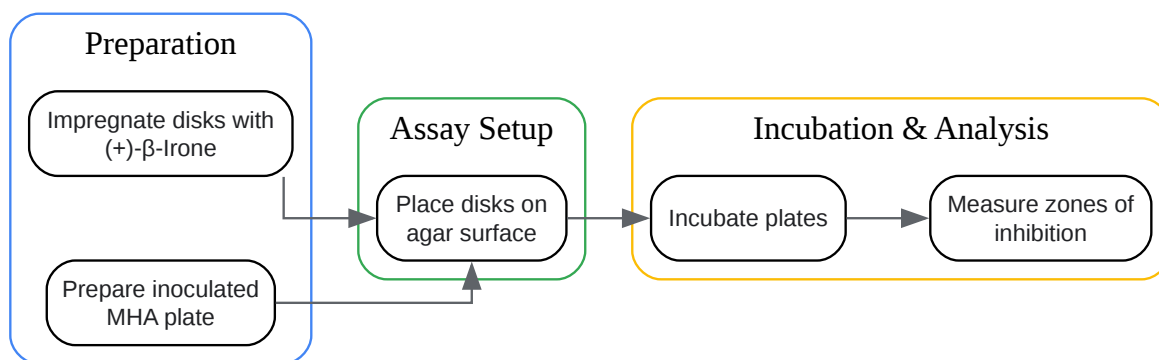 Preparation
Impregnate disks with
(+)-β-Irone
Prepare inoculated
MHA plate
Assay Setup
Place disks on
agar surface
Incubation & Analysis
Incubate plates
Measure zones of
inhibition